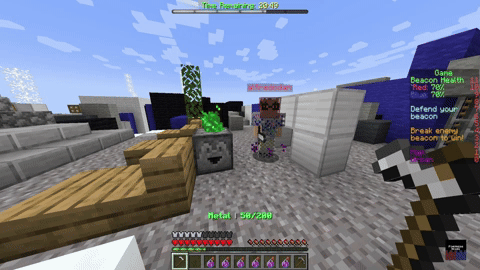 Time Remaining: 20:49
Game
Beacon Health
Red: 70%
Blue: 70%
Defend your
beacon
Break enemy
beacon to win!
Metal : 50/200